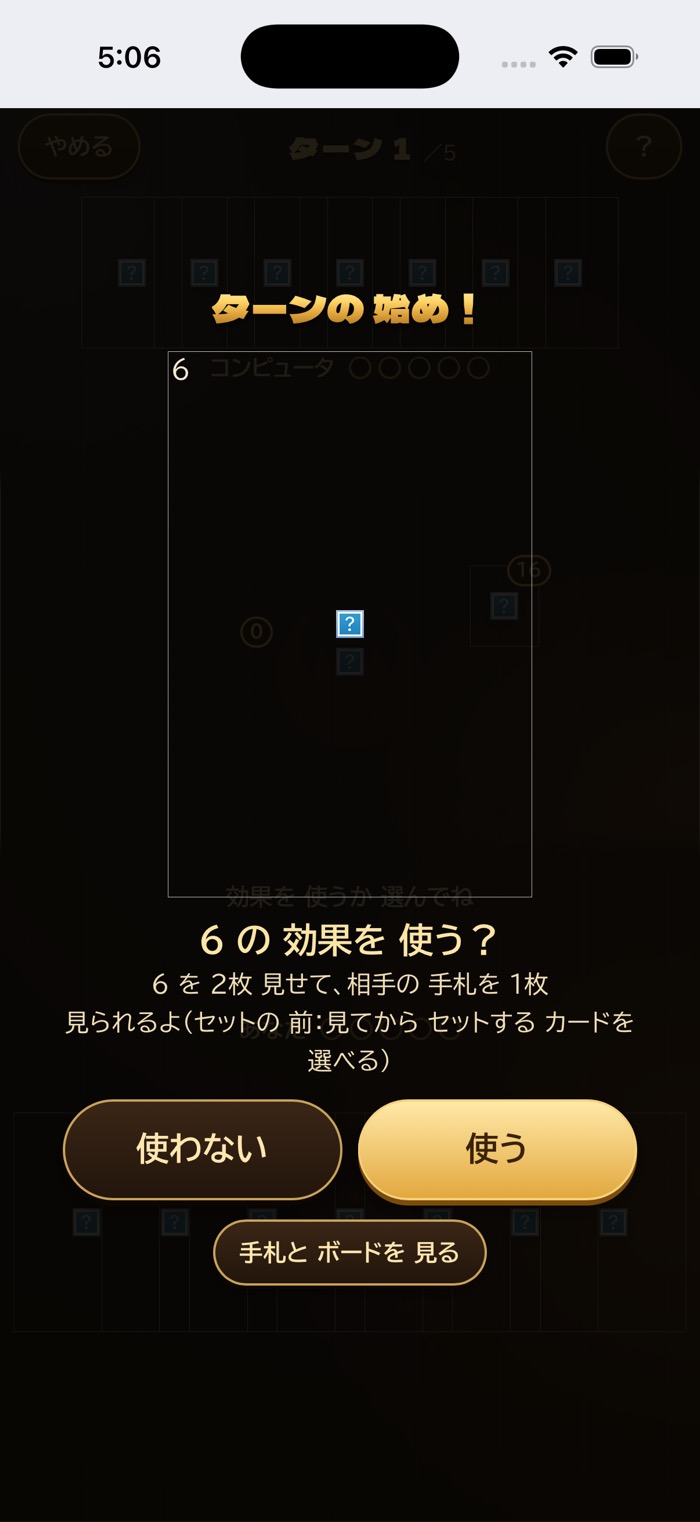 5:06
やめる
ターン 1 /5
?
ターンの 始め！
6
コンピュータ
16
0
効果を 使うか 選んでね
6 の 効果を 使う？
6 を 2枚 見せて、相手の 手札を 1枚
見られるよ（セットの 前：見てから セットする カードを
選べる）
あなた
使わない
使う
手札と ボードを 見る